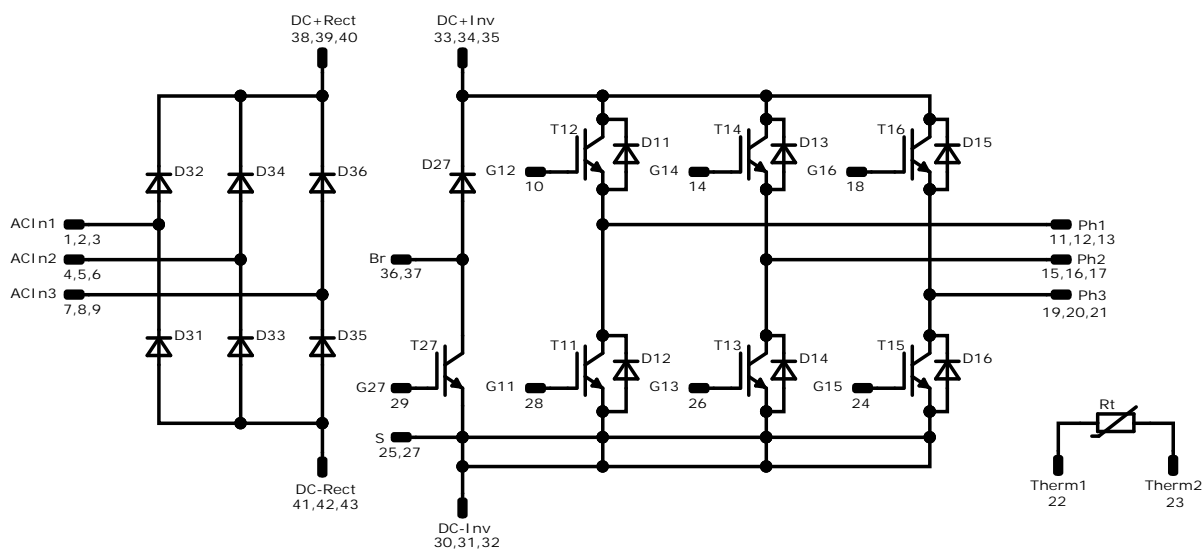 DC+Rect
38,39,40
DC+Inv
33,34,35
T12
D11
T14
D13
T16
D15
D32
D34
D36
D27
G12
10
G14
14
G16
18
ACIn1
1,2,3
Ph1
11,12,13
ACIn2
4,5,6
Br
36,37
Ph2
15,16,17
ACIn3
7,8,9
Ph3
19,20,21
D31
D33
D35
T27
T11
D12
T13
D14
T15
D16
G27
29
G11
28
G13
26
G15
24
S
25,27
Rt
DC-Rect
41,42,43
DC-Inv
30,31,32
Therm1
22
Therm2
23